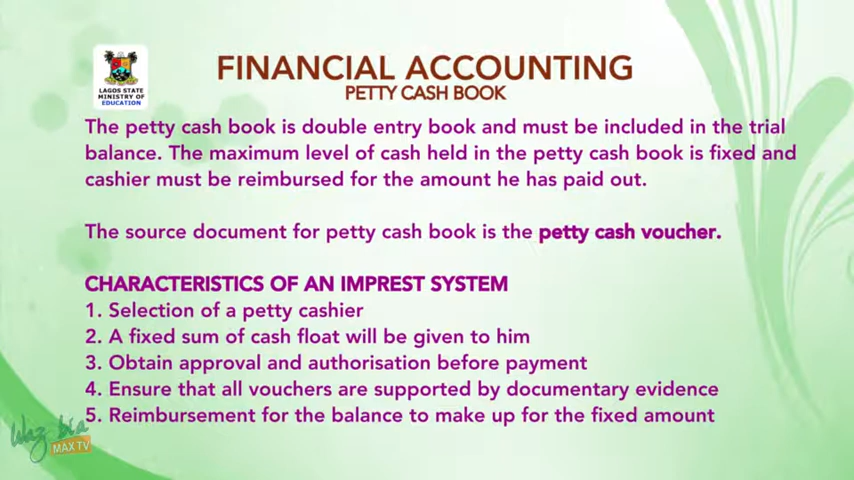 FINANCIAL ACCOUNTING
PETTY CASH BOOK
LAGOS STATE
MINISTRY OF
EDUCATION
The petty cash book is double entry book and must be included in the trial
balance. The maximum level of cash held in the petty cash book is fixed and
cashier must be reimbursed for the amount he has paid out.
The source document for petty cash book is the petty cash voucher.
CHARACTERISTICS OF AN IMPREST SYSTEM
1. Selection of a petty cashier
2. A fixed sum of cash float will be given to him
3. Obtain approval and authorisation before payment
4. Ensure that all vouchers are supported by documentary evidence
5. Reimbursement for the balance to make up for the fixed amount
Wazobia
MAX TV